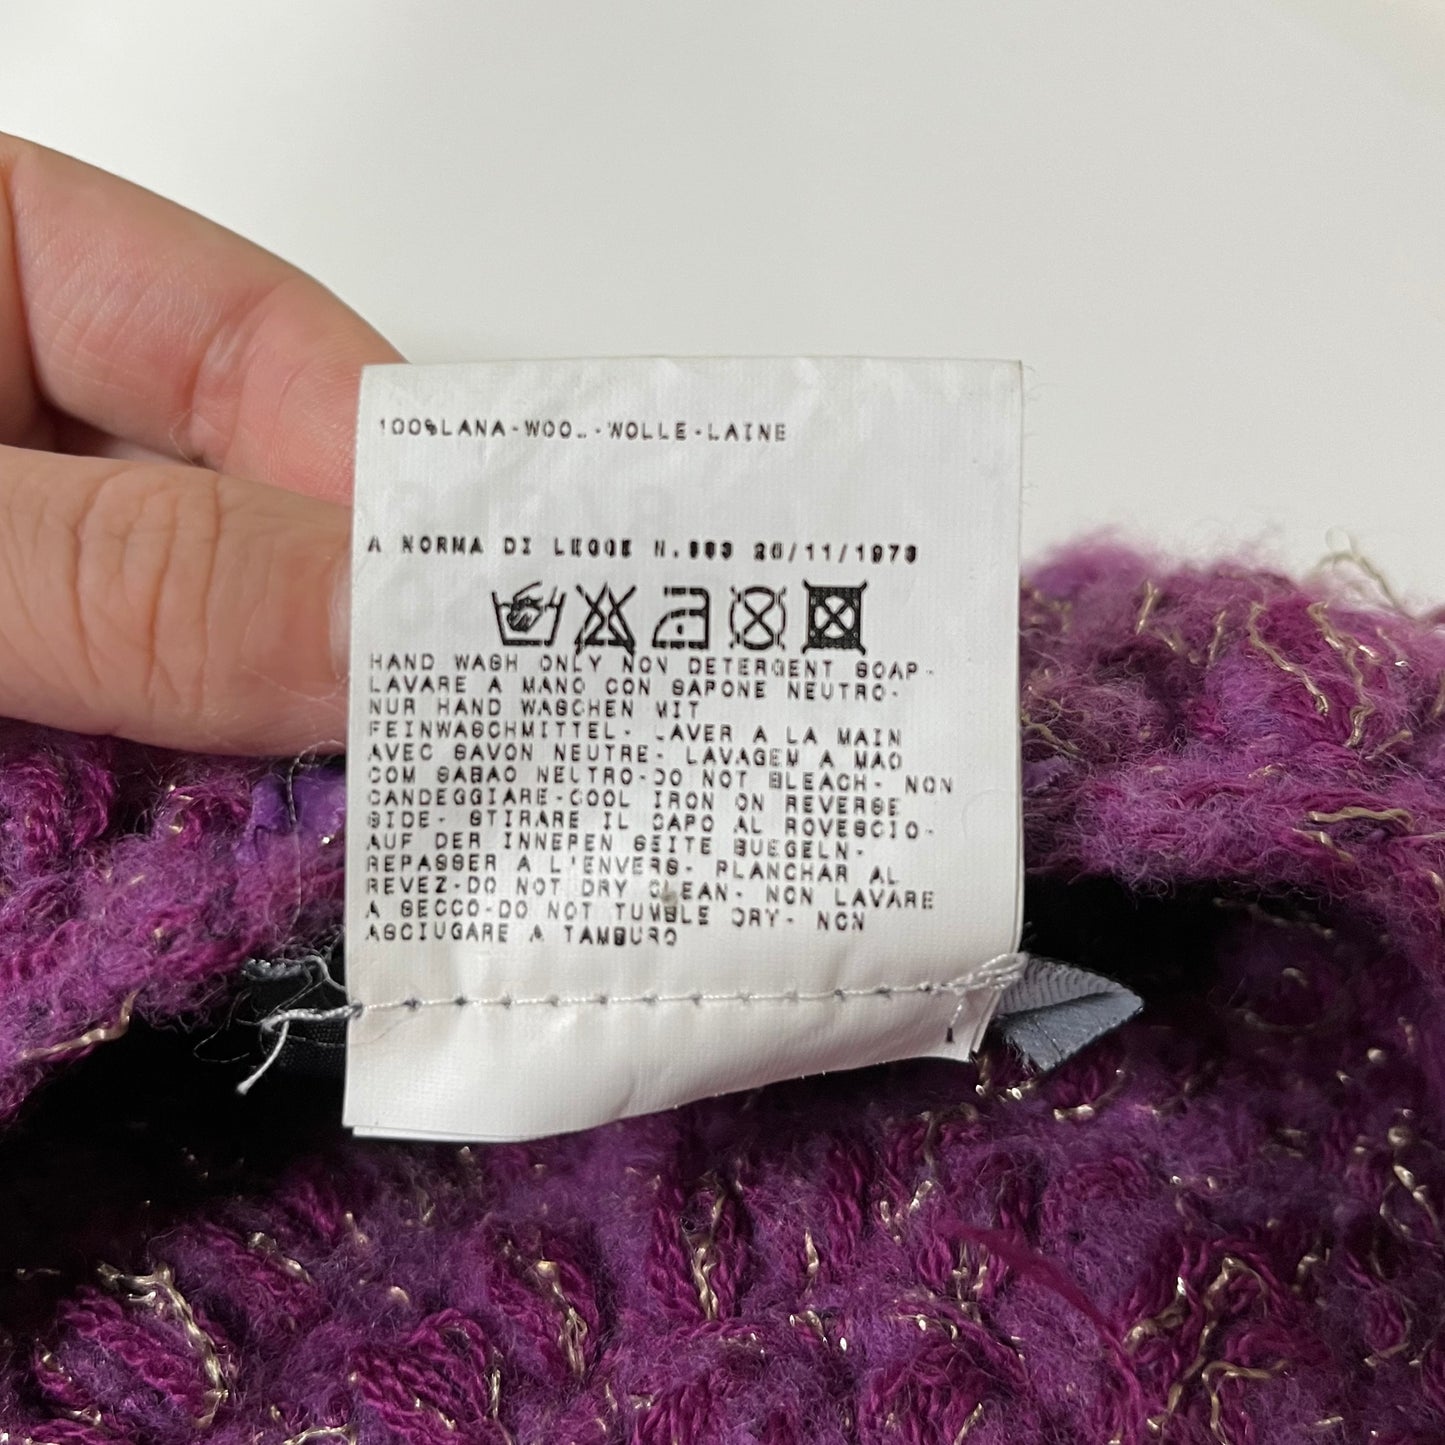 100%LANA-WOOL-WOLLE-LAINE
A NORMA DI LEGGE N.883 26/11/1973
HAND WASH ONLY NON DETERGENT SOAP-
LAVARE A MANO CON SAPONE NEUTRO-
NUR HAND WASCHEN MIT
FEINWASCHMITTEL- LAVER A LA MAIN
AVEC SAVON NEUTRE- LAVAGEM A MAO
COM SABAO NEUTRO-DO NOT BLEACH- NON
CANDEGGIARE-COOL IRON ON REVERSE
SIDE- STIRARE IL CAPO AL ROVESCIO-
AUF DER INNEREN SEITE BUEGELN-
REPASSER A L'ENVERS- PLANCHAR AL
REVEZ-DO NOT DRY CLEAN- NON LAVARE
A SECCO-DO NOT TUMBLE DRY- NON
ASCIUGARE A TAMBURO